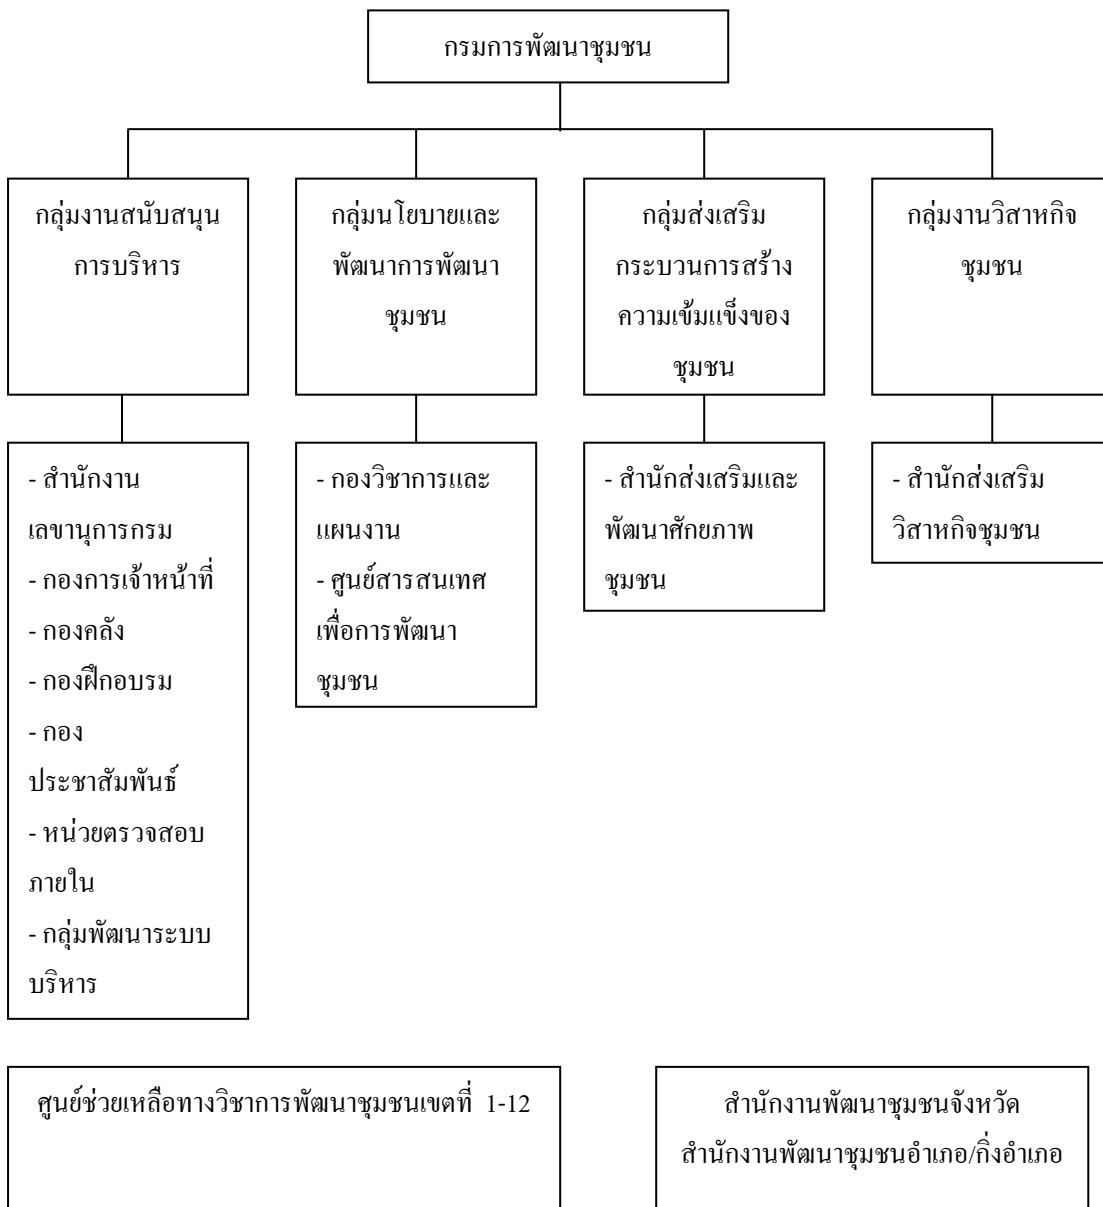 กรมการพัฒนาชุมชน
กลุ่มงานสนับสนุน
การบริหาร
กลุ่มนโยบายและ
พัฒนาการพัฒนา
ชุมชน
กลุ่มส่งเสริม
กระบวนการสร้าง
ความเข้มแข็งของ
ชุมชน
กลุ่มงานวิสาหกิจ
ชุมชน
- สำนักงาน
เลขานุการกรม
- กองการเจ้าหน้าที่
- กองคลัง
- กองฝึกอบรม
- กอง
ประชาสัมพันธ์
- หน่วยตรวจสอบ
ภายใน
- กลุ่มพัฒนาระบบ
บริหาร
- กองวิชาการและ
แผนงาน
- ศูนย์สารสนเทศ
เพื่อการพัฒนา
ชุมชน
- สำนักส่งเสริมและ
พัฒนาศักยภาพ
ชุมชน
- สำนักส่งเสริม
วิสาหกิจชุมชน
ศูนย์ช่วยเหลือทางวิชาการพัฒนาชุมชนเขตที่ 1-12
สำนักงานพัฒนาชุมชนจังหวัด
สำนักงานพัฒนาชุมชนอำเภอ/กิ่งอำเภอ